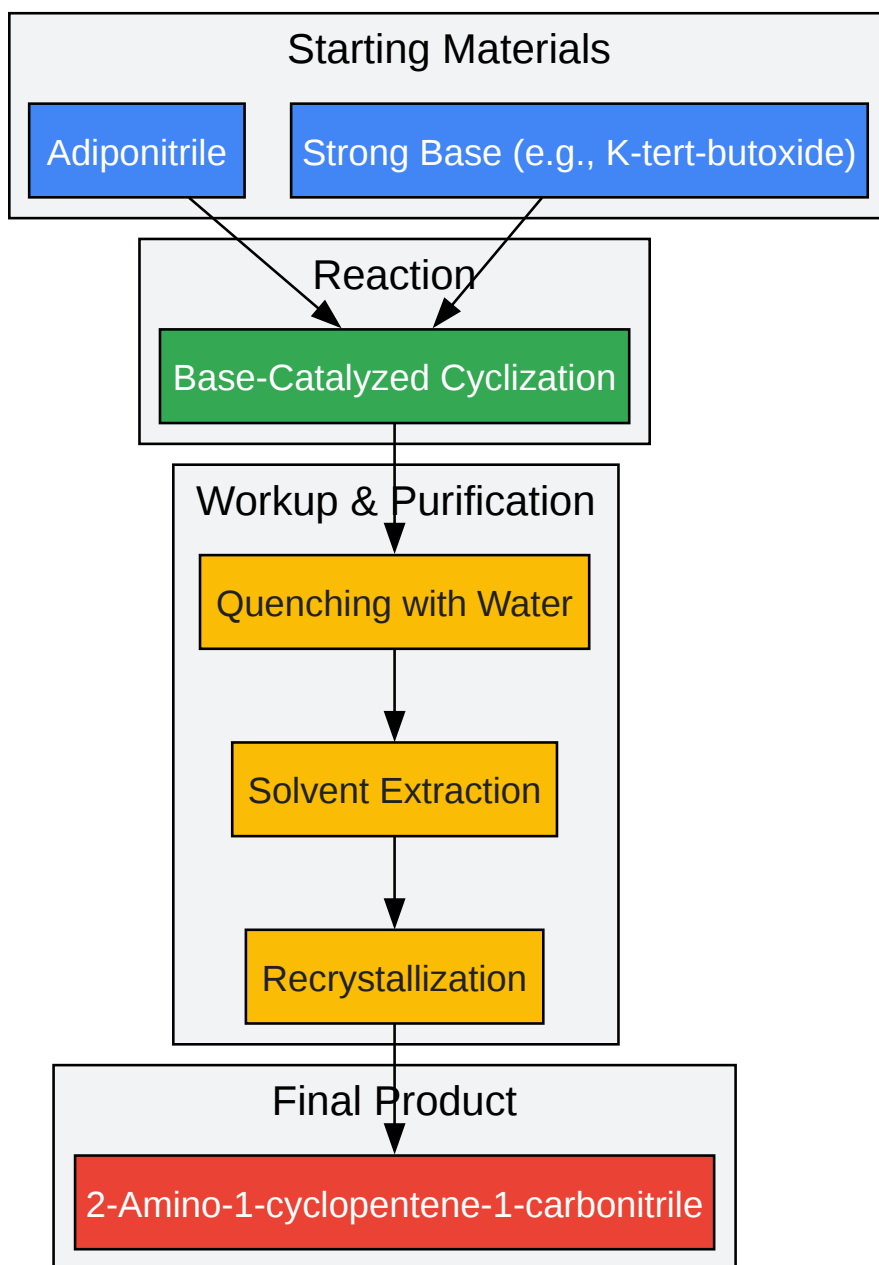 Starting Materials
Adiponitrile
Strong Base (e.g., K-tert-butoxide)
Reaction
Base-Catalyzed Cyclization
Workup & Purification
Quenching with Water
Solvent Extraction
Recrystallization
Final Product
2-Amino-1-cyclopentene-1-carbonitrile